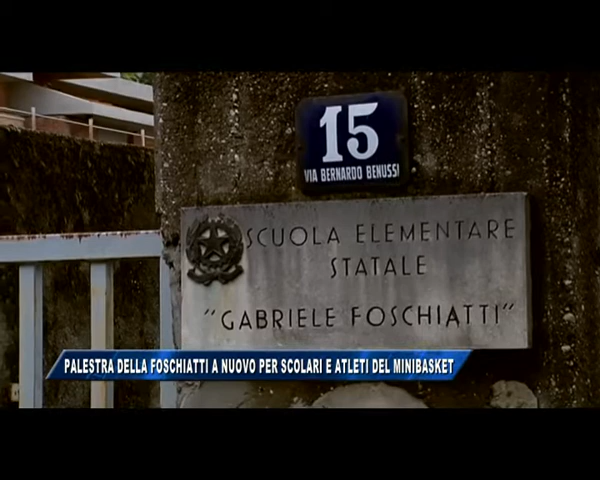 15
VIA BERNARDO BENUSSI
SCUOLA ELEMENTARE
STATALE
"GABRIELE FOSCHIATTI"
PALESTRA DELLA FOSCHIATTI A NUOVO PER SCOLARI E ATLETI DEL MINIBASKET